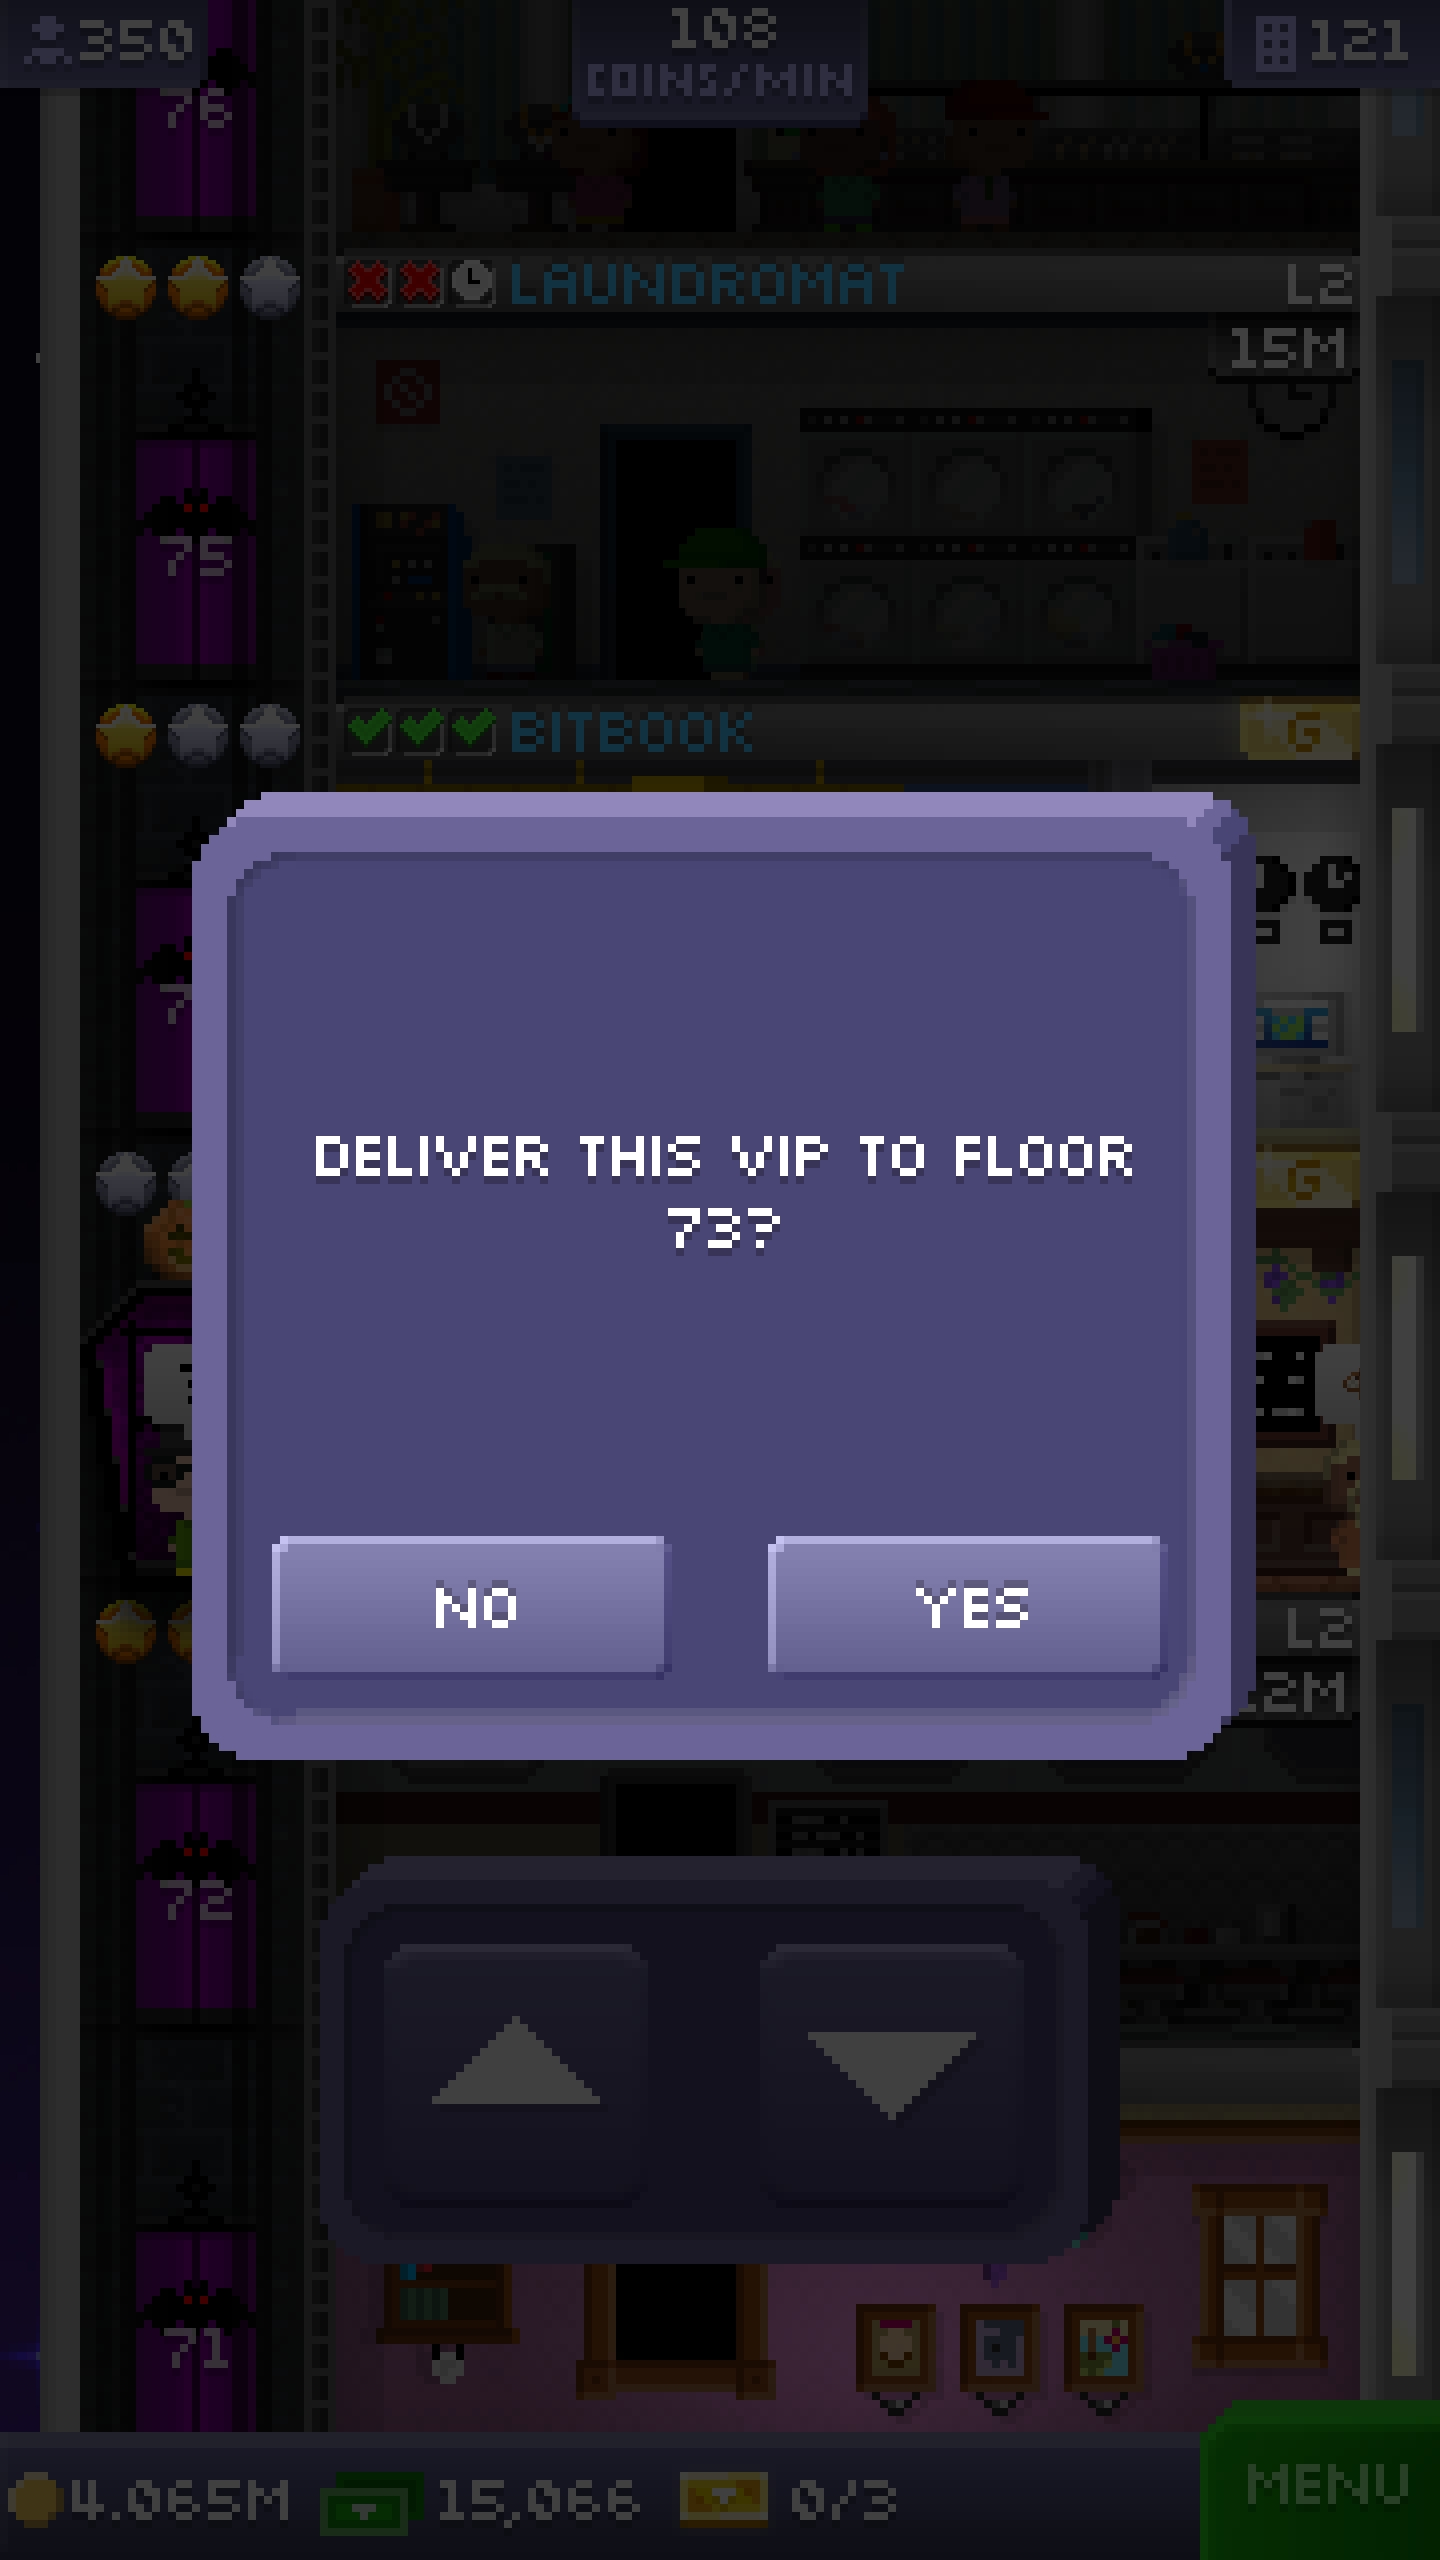 350
108
COINS/MIN
121
76
LAUNDROMAT
L2
15M
75
BITBOOK
G
DELIVER THIS VIP TO FLOOR
73?
G
NO
YES
L2
2M
72
71
4.065M
15,066
0/3
MENU